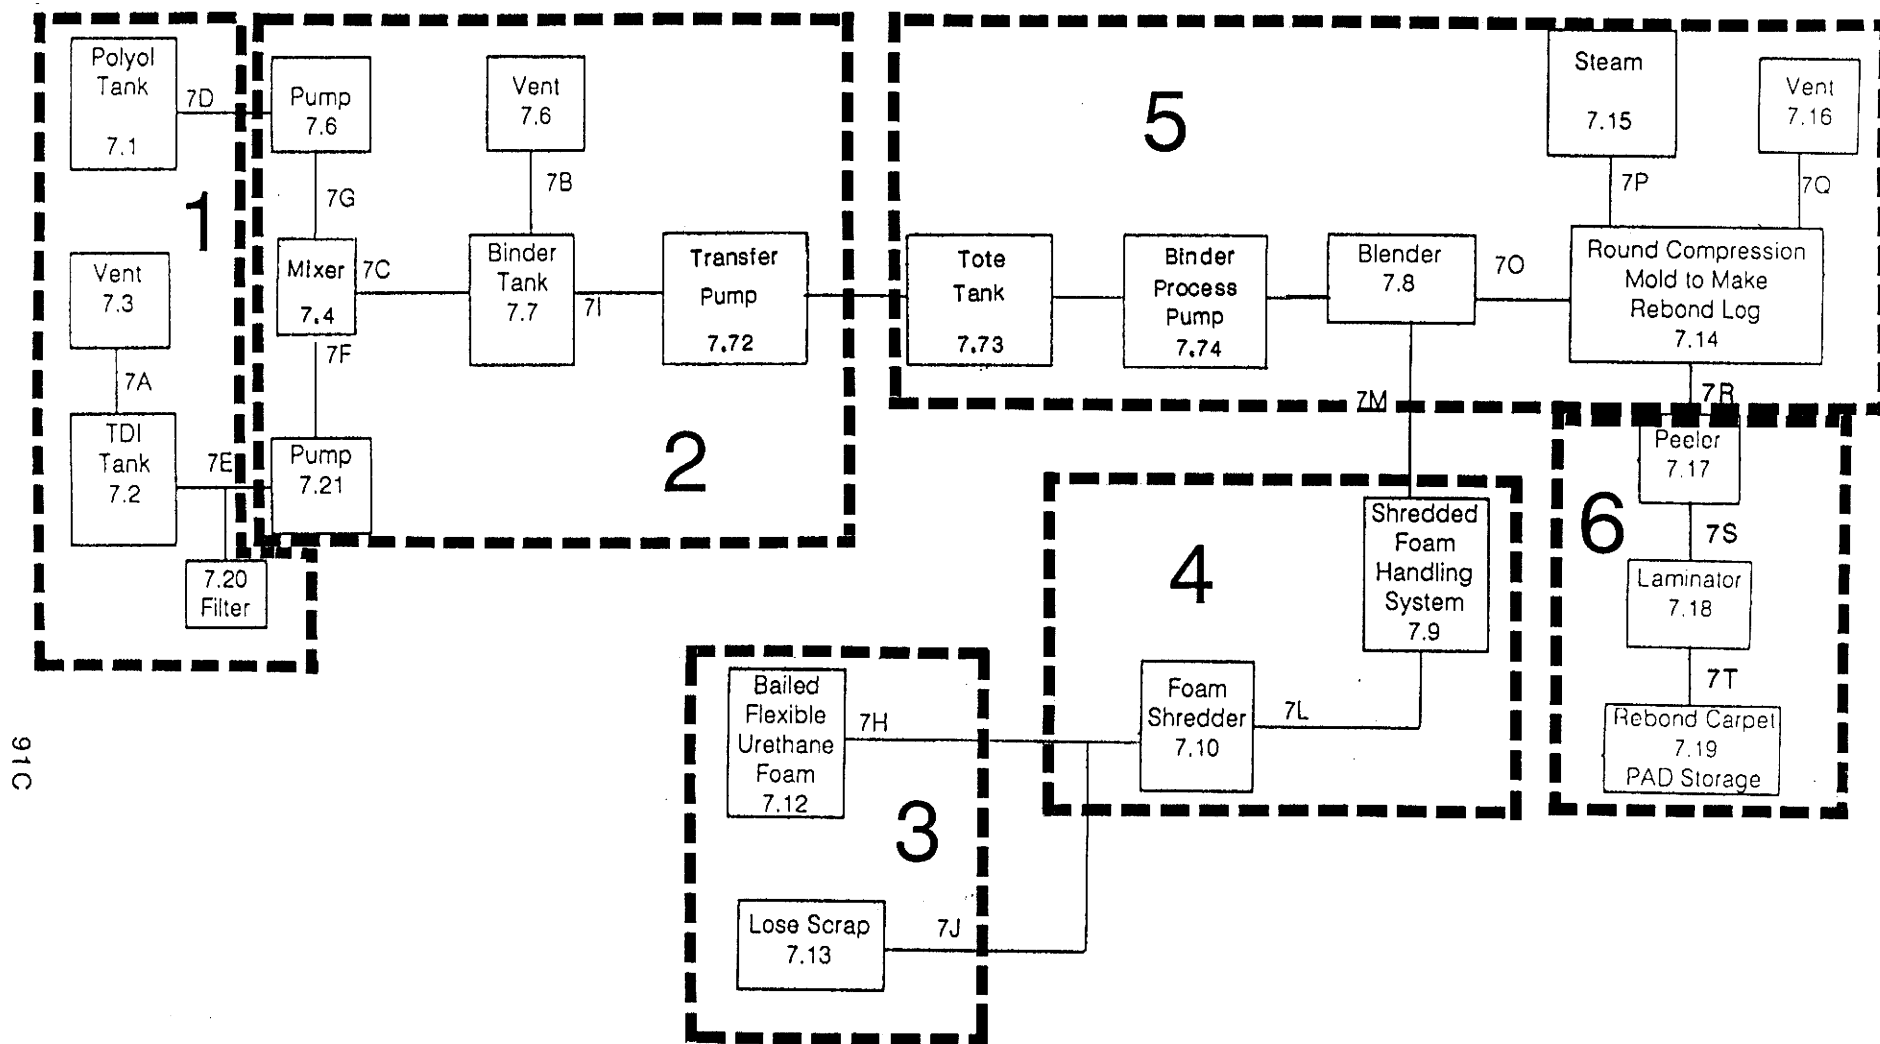 Polyol
Tank
7.1
7D
1
Vent
7.3
7A
TDI
Tank
7.2
7E
7.20
Filter
Pump
7.6
7G
Vent
7.6
7B
Mixer
7.4
7C
7F
Binder
Tank
7.7
7I
Transfer
Pump
7.72
Pump
7.21
2
5
Steam
7.15
7P
Vent
7.16
7Q
Tote
Tank
7.73
Binder
Process
Pump
7.74
Blender
7.8
7O
Round Compression
Mold to Make
Rebond Log
7.14
7M
7R
Bailed
Flexible
Urethane
Foam
7.12
7H
3
Lose Scrap
7.13
7J
4
Shredded
Foam
Handling
System
7.9
Foam
Shredder
7.10
7L
Peeler
7.17
6
7S
Laminator
7.18
7T
Rebond Carpet
7.19
PAD Storage
91C